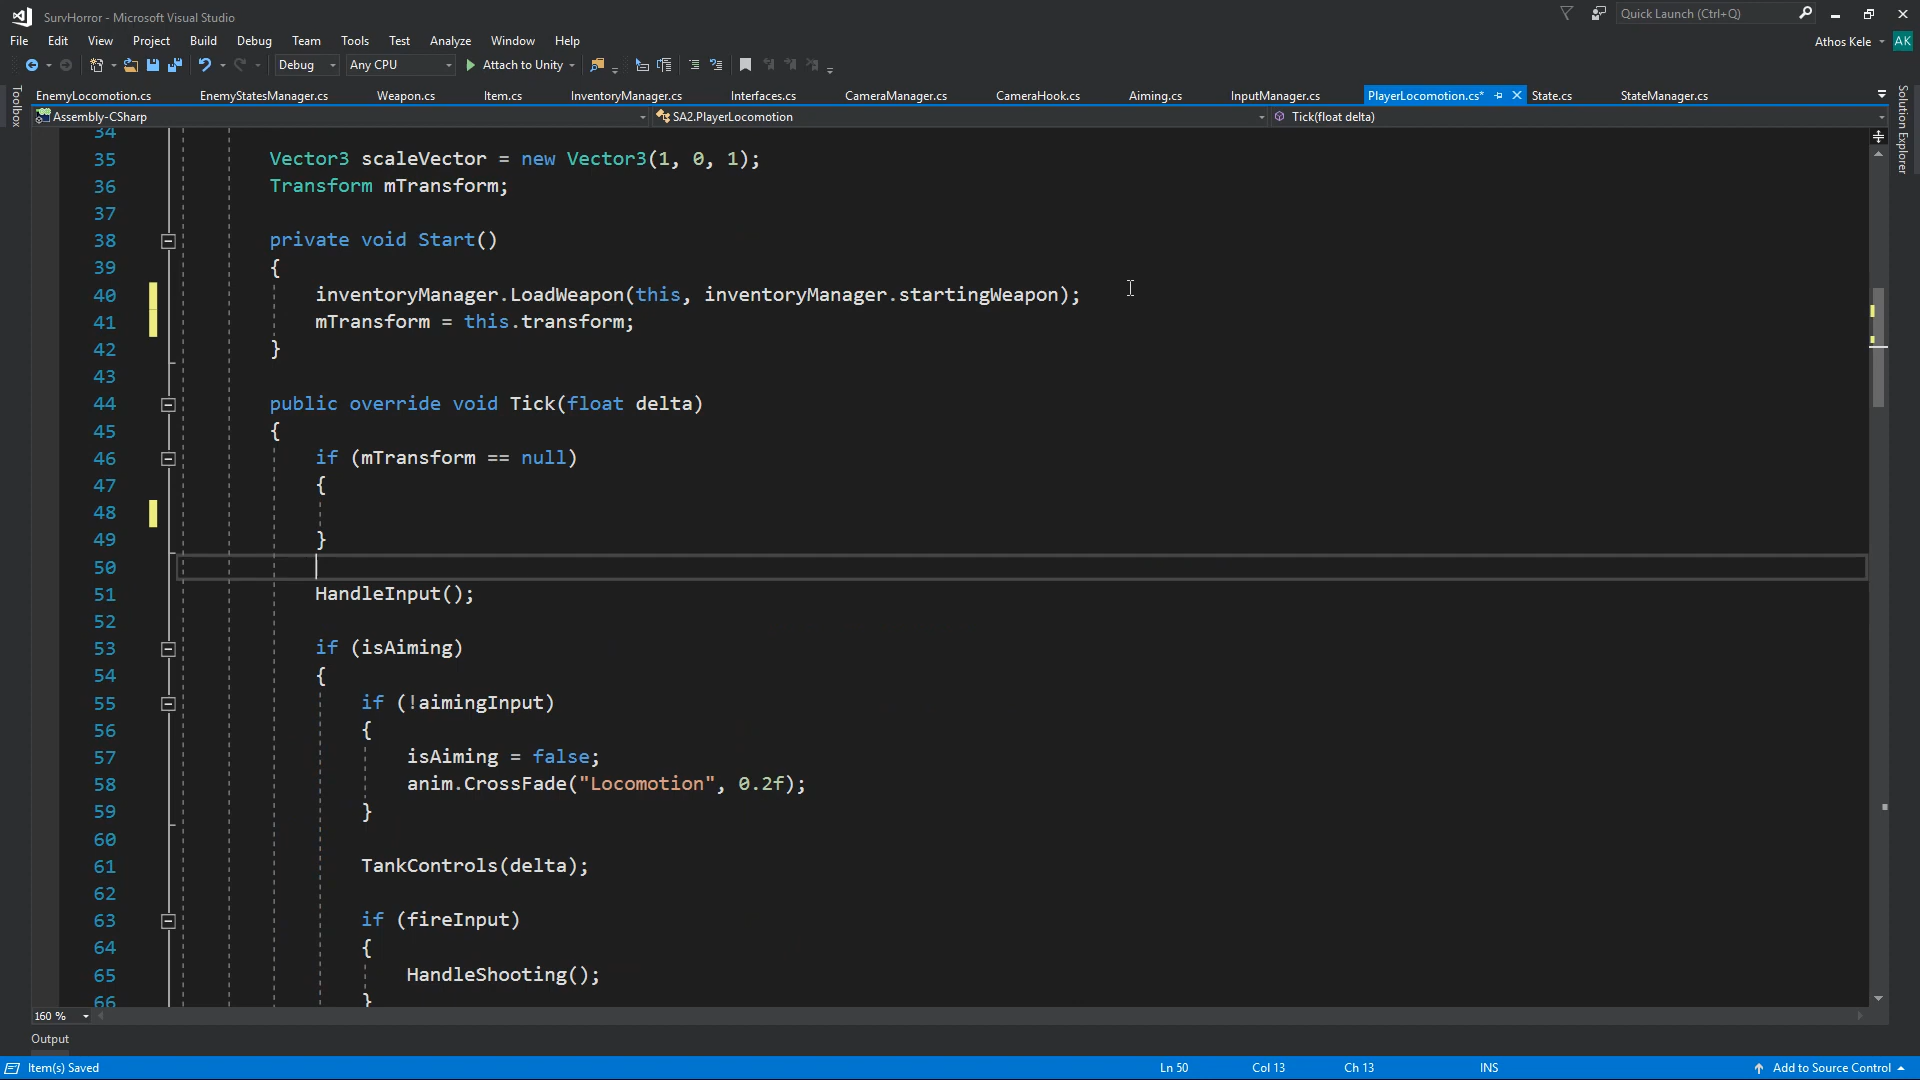 SurvHorror - Microsoft Visual Studio
Quick Launch (Ctrl+Q)
File Edit View Project Build Debug Team Tools Test Analyze Window Help
Athos Kele AK
Debug Any CPU Attach to Unity
EnemyLocomotion.cs EnemyStatesManager.cs Weapon.cs Item.cs InventoryManager.cs Interfaces.cs CameraManager.cs CameraHook.cs Aiming.cs InputManager.cs PlayerLocomotion.cs* State.cs StateManager.cs
Toolbox
Solution Explorer
Assembly-CSharp SA2.PlayerLocomotion Tick(float delta)
34
35 Vector3 scaleVector = new Vector3(1, 0, 1);
36 Transform mTransform;
37
38 private void Start()
39 {
40 inventoryManager.LoadWeapon(this, inventoryManager.startingWeapon);
41 mTransform = this.transform;
42 }
43
44 public override void Tick(float delta)
45 {
46 if (mTransform == null)
47 {
48
49 }
50
51 HandleInput();
52
53 if (isAiming)
54 {
55 if (!aimingInput)
56 {
57 isAiming = false;
58 anim.CrossFade("Locomotion", 0.2f);
59 }
60
61 TankControls(delta);
62
63 if (fireInput)
64 {
65 HandleShooting();
66 }
160 %
Output
Item(s) Saved Ln 50 Col 13 Ch 13 INS Add to Source Control